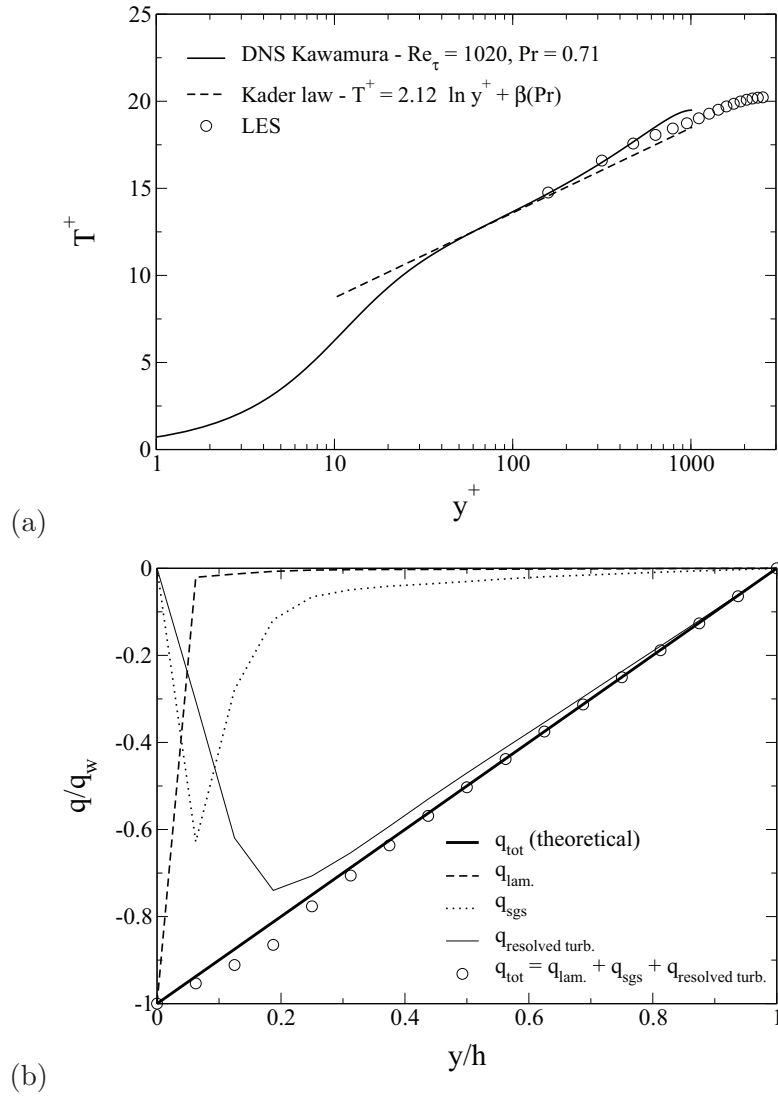 25
20
15
10
5
0
T⁺
DNS Kawamura - Re_τ = 1020, Pr = 0.71
Kader law - T⁺ = 2.12 ln y⁺ + β(Pr)
LES
1 10 100 1000
y⁺
(a)
0
-0.2
-0.4
-0.6
-0.8
-1
q/q_w
q_tot (theoretical)
q_lam.
q_sgs
q_resolved turb.
q_tot = q_lam. + q_sgs + q_resolved turb.
0 0.2 0.4 0.6 0.8 1
y/h
(b)